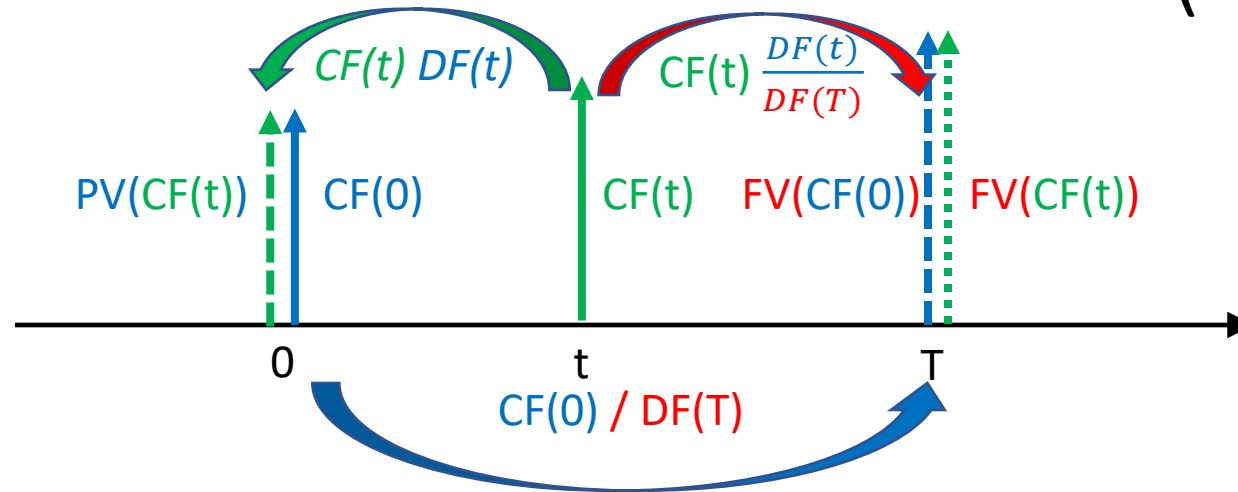 CF(t) DF(t)
CF(t) DF(t)/DF(T)
PV(CF(t)) CF(0) CF(t) FV(CF(0)) FV(CF(t))
0 t T
CF(0) / DF(T)